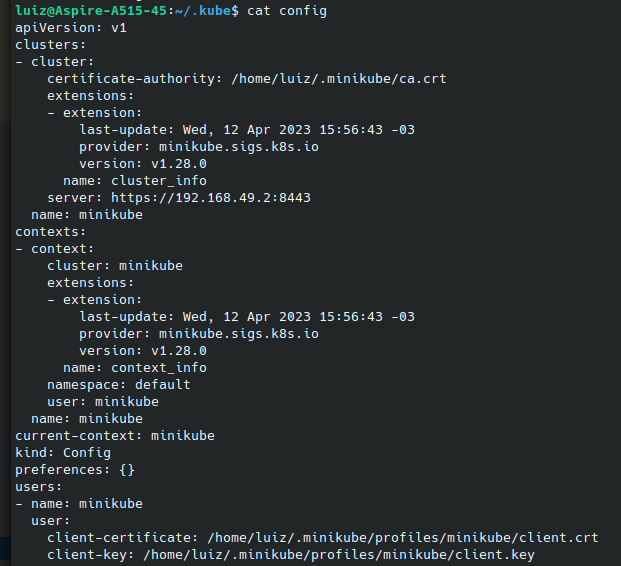 luiz@Aspire-A515-45:~/.kube$ cat config
apiVersion: v1
clusters:
- cluster:
    certificate-authority: /home/luiz/.minikube/ca.crt
    extensions:
    - extension:
        last-update: Wed, 12 Apr 2023 15:56:43 -03
        provider: minikube.sigs.k8s.io
        version: v1.28.0
      name: cluster_info
    server: https://192.168.49.2:8443
  name: minikube
contexts:
- context:
    cluster: minikube
    extensions:
    - extension:
        last-update: Wed, 12 Apr 2023 15:56:43 -03
        provider: minikube.sigs.k8s.io
        version: v1.28.0
      name: context_info
    namespace: default
    user: minikube
  name: minikube
current-context: minikube
kind: Config
preferences: {}
users:
- name: minikube
  user:
    client-certificate: /home/luiz/.minikube/profiles/minikube/client.crt
    client-key: /home/luiz/.minikube/profiles/minikube/client.key